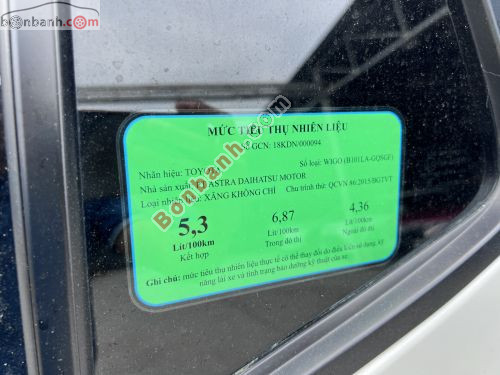 bonbanh.com
MỨC TIÊU THỤ NHIÊN LIỆU
Số GCN: 18KDN/000094
Nhãn hiệu: TOYOTA
Số loại: WIGO (B101LA-GQSGF)
Nhà sản xuất: PT ASTRA DAIHATSU MOTOR
Loại nhiên liệu: XĂNG KHÔNG CHÌ
Chu trình thử: QCVN 86:2015/BGTVT
5,3 6,87 4,36
Lít/100km Lít/100km Lít/100km
Kết hợp Trong đô thị Ngoài đô thị
Ghi chú: mức tiêu thụ nhiên liệu thực tế có thể thay đổi do điều kiện sử dụng, kỹ
năng lái xe và tình trạng bảo dưỡng kỹ thuật của xe
Bonbanh.com